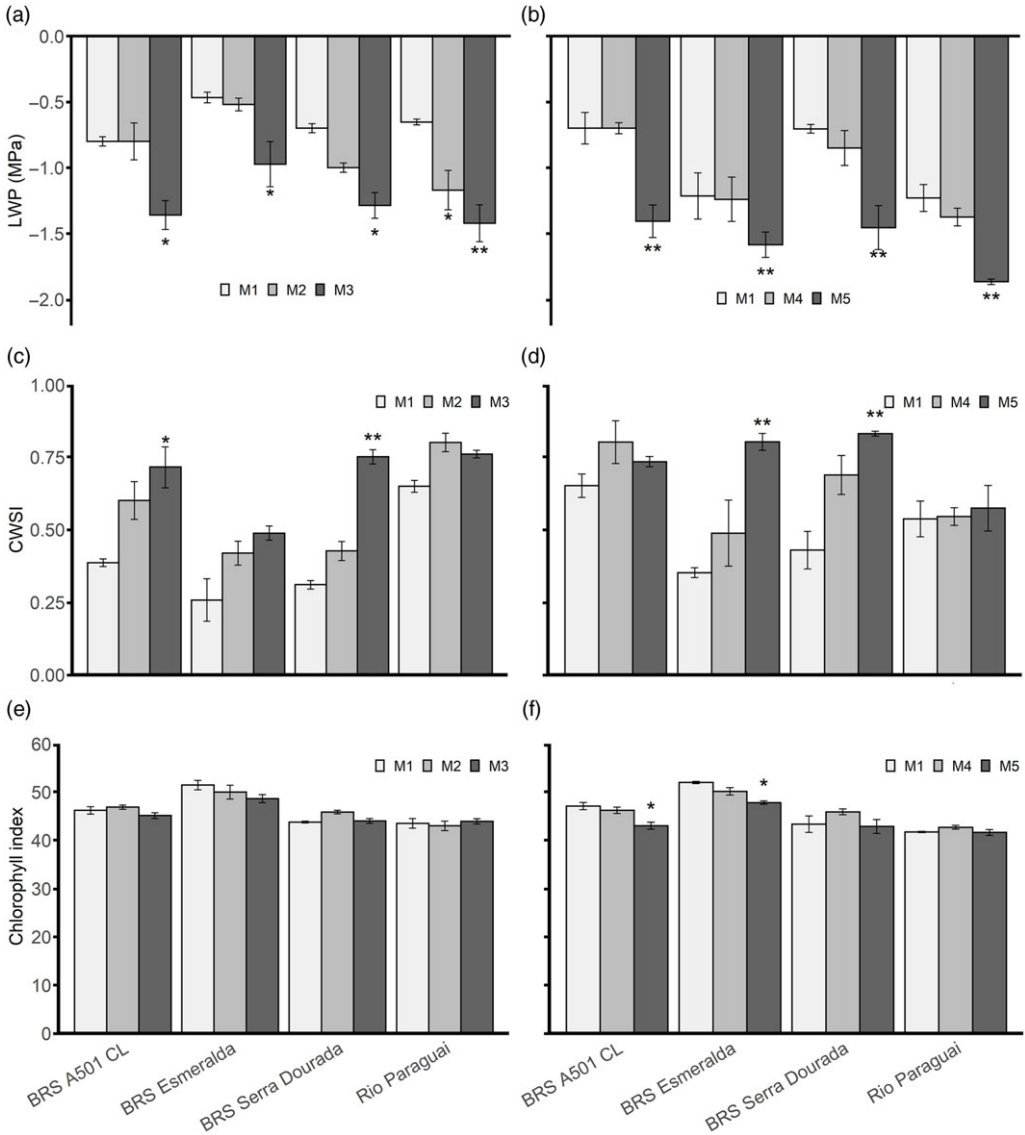 (a)
(b)
0.0
–0.5
–1.0
–1.5
–2.0
LWP (MPa)
*
*
*
*
**
M1 M2 M3
**
**
**
**
M1 M4 M5
(c)
(d)
1.00
0.75
0.50
0.25
0.00
CWSI
M1 M2 M3
*
**
M1 M4 M5
**
**
(e)
(f)
60
50
40
30
20
10
0
Chlorophyll index
M1 M2 M3
M1 M4 M5
*
*
BRS A501 CL
BRS Esmeralda
BRS Serra Dourada
Rio Paraguai
BRS A501 CL
BRS Esmeralda
BRS Serra Dourada
Rio Paraguai